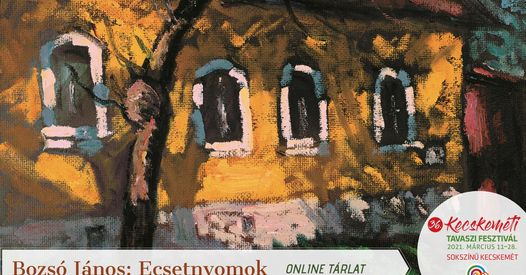 Bozsó János: Ecsetnyomok
ONLINE TÁRLAT
36 Kecskeméti
TAVASZI FESZTIVÁL
2021. MÁRCIUS 11-28.
SOKSZÍNŰ KECSKEMÉT